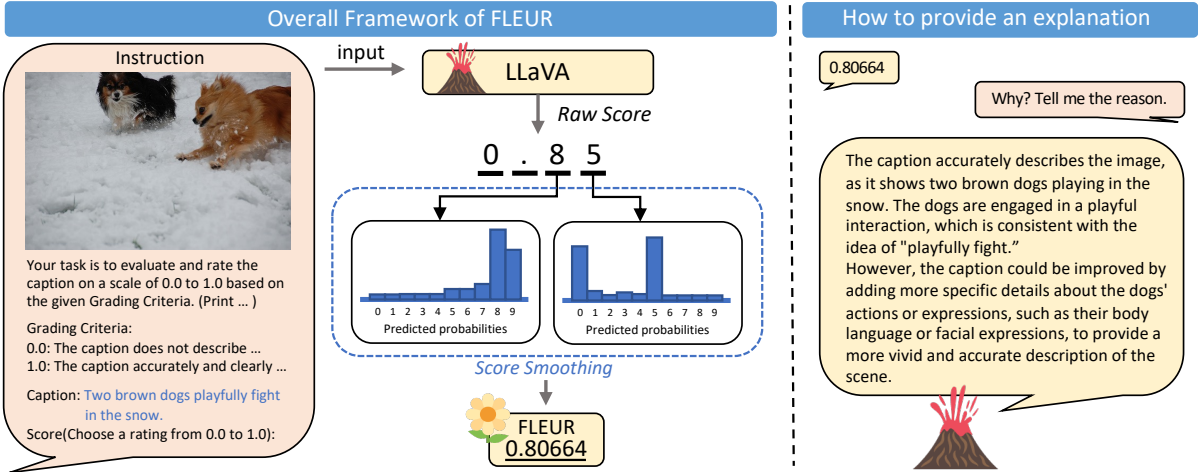 Overall Framework of FLEUR
Instruction
Your task is to evaluate and rate the
caption on a scale of 0.0 to 1.0 based on
the given Grading Criteria. (Print ... )
Grading Criteria:
0.0: The caption does not describe ...
1.0: The caption accurately and clearly ...
Caption: Two brown dogs playfully fight
in the snow.
Score(Choose a rating from 0.0 to 1.0):
input
LLaVA
Raw Score
0 . 8 5
0 1 2 3 4 5 6 7 8 9
Predicted probabilities
0 1 2 3 4 5 6 7 8 9
Predicted probabilities
Score Smoothing
FLEUR
0.80664
How to provide an explanation
0.80664
Why? Tell me the reason.
The caption accurately describes the image,
as it shows two brown dogs playing in the
snow. The dogs are engaged in a playful
interaction, which is consistent with the
idea of "playfully fight.”
However, the caption could be improved by
adding more specific details about the dogs'
actions or expressions, such as their body
language or facial expressions, to provide a
more vivid and accurate description of the
scene.